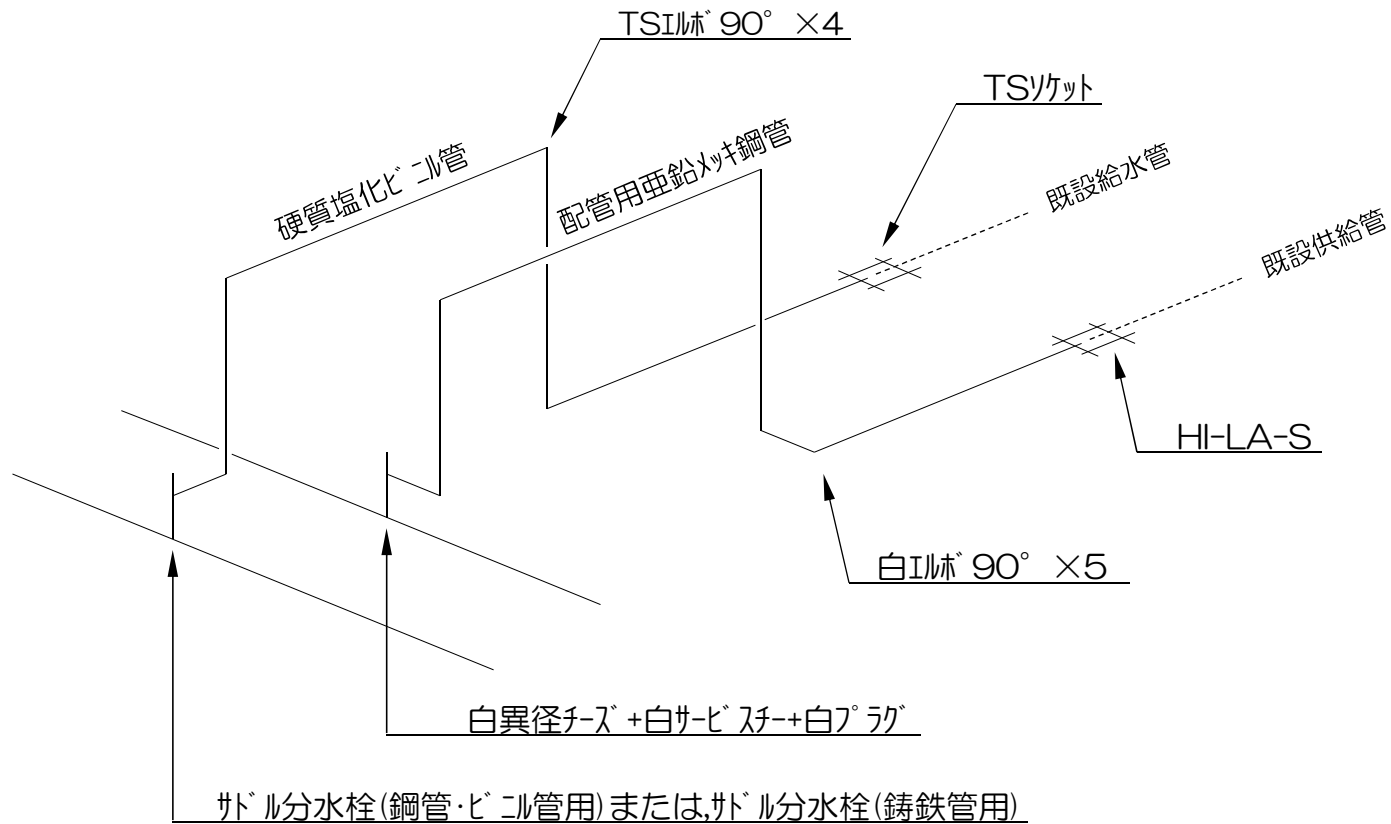 TSｴﾙﾎﾞ90°×4
TSｿｹｯﾄ
硬質塩化ﾋﾞﾆﾙ管
配管用亜鉛ﾒｯｷ鋼管
既設給水管
既設供給管
HI-LA-S
白ｴﾙﾎﾞ90°×5
白異径ﾁｰｽﾞ+白ｻｰﾋﾞｽﾁｰ+白ﾌﾟﾗｸﾞ
ｻﾄﾞﾙ分水栓(鋼管･ﾋﾞﾆﾙ管用)または,ｻﾄﾞﾙ分水栓(鋳鉄管用)